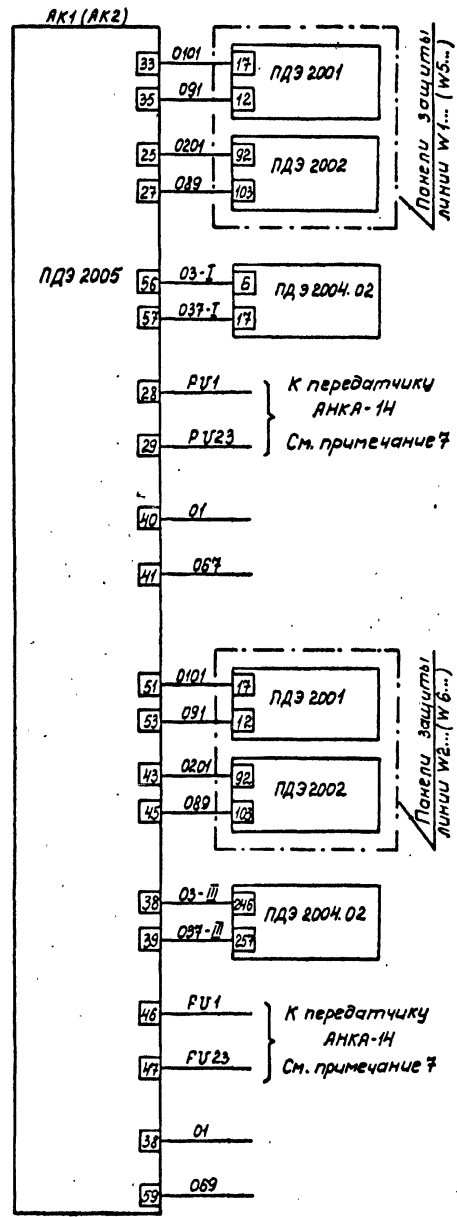 АК1 (АК2)
33 0101 17 ПДЭ 2001
35 091 12
25 0201 92 ПДЭ 2002
27 089 103
Панели защиты
линии W1... (W5...)
ПДЭ 2005
56 03-I 6 ПДЭ 2004.02
57 037-I 17
28 PU1 К передатчику
АНКА-14
29 PU23 См. примечание 7
40 01
41 067
51 0101 17 ПДЭ 2001
53 091 12
43 0201 92 ПДЭ 2002
45 089 103
Панели защиты
линии W2... (W6...)
38 03-III 246 ПДЭ 2004.02
39 037-III 257
46 FU1 К передатчику
АНКА-14
47 FU23 См. примечание 7
38 01
59 069